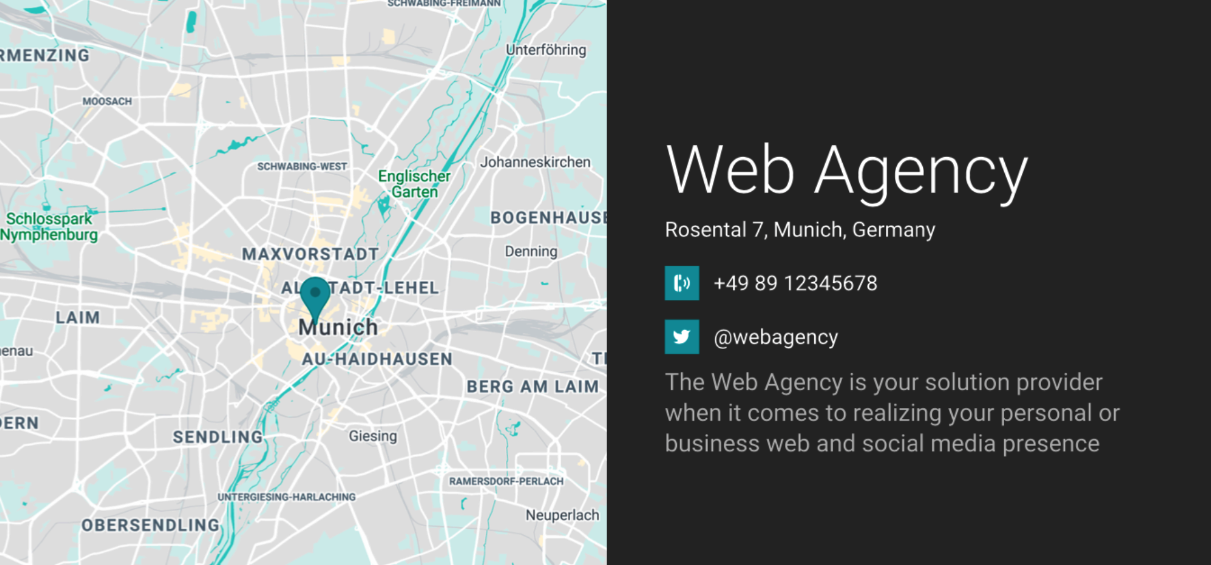 SCHWABING-FREIMANN
Unterföhring
RMENZING
MOOSACH
SCHWABING-WEST
Johanneskirchen
Englischer
Garten
Schlosspark
Nymphenburg
BOGENHAUSE
Denning
MAXVORSTADT
AL STADT-LEHEL
LAIM
Munich
enau
AU-HAIDHAUSEN
BERG AM LAIM
ERN
SENDLING
Giesing
RAMERSDORF-PERLACH
UNTERGIESING-HARLACHING
Neuperlach
OBERSENDLING
Web Agency
Rosental 7, Munich, Germany
+49 89 12345678
@webagency
The Web Agency is your solution provider
when it comes to realizing your personal or
business web and social media presence